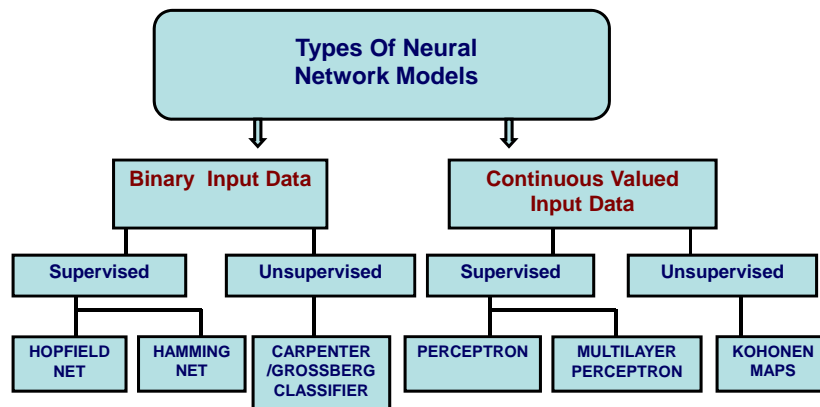 Types Of Neural
Network Models
Binary Input Data
Continuous Valued
Input Data
Supervised
Unsupervised
Supervised
Unsupervised
HOPFIELD
NET
HAMMING
NET
CARPENTER
/GROSSBERG
CLASSIFIER
PERCEPTRON
MULTILAYER
PERCEPTRON
KOHONEN
MAPS